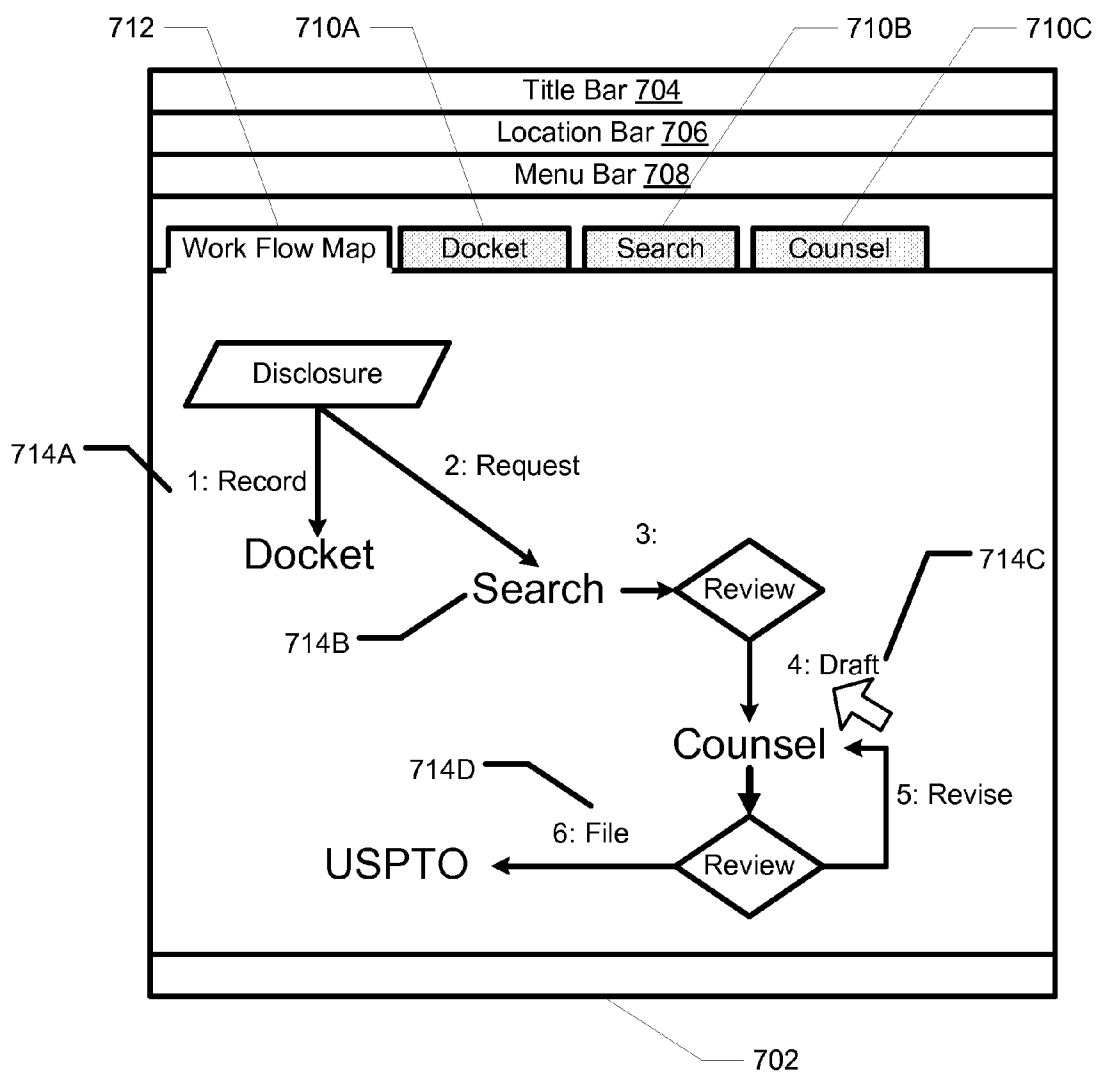 712
710A
710B
710C
Title Bar 704
Location Bar 706
Menu Bar 708
Work Flow Map
Docket
Search
Counsel
Disclosure
714A
1: Record
2: Request
Docket
3:
714C
Search
Review
714B
4: Draft
Counsel
714D
5: Revise
6: File
USPTO
Review
702